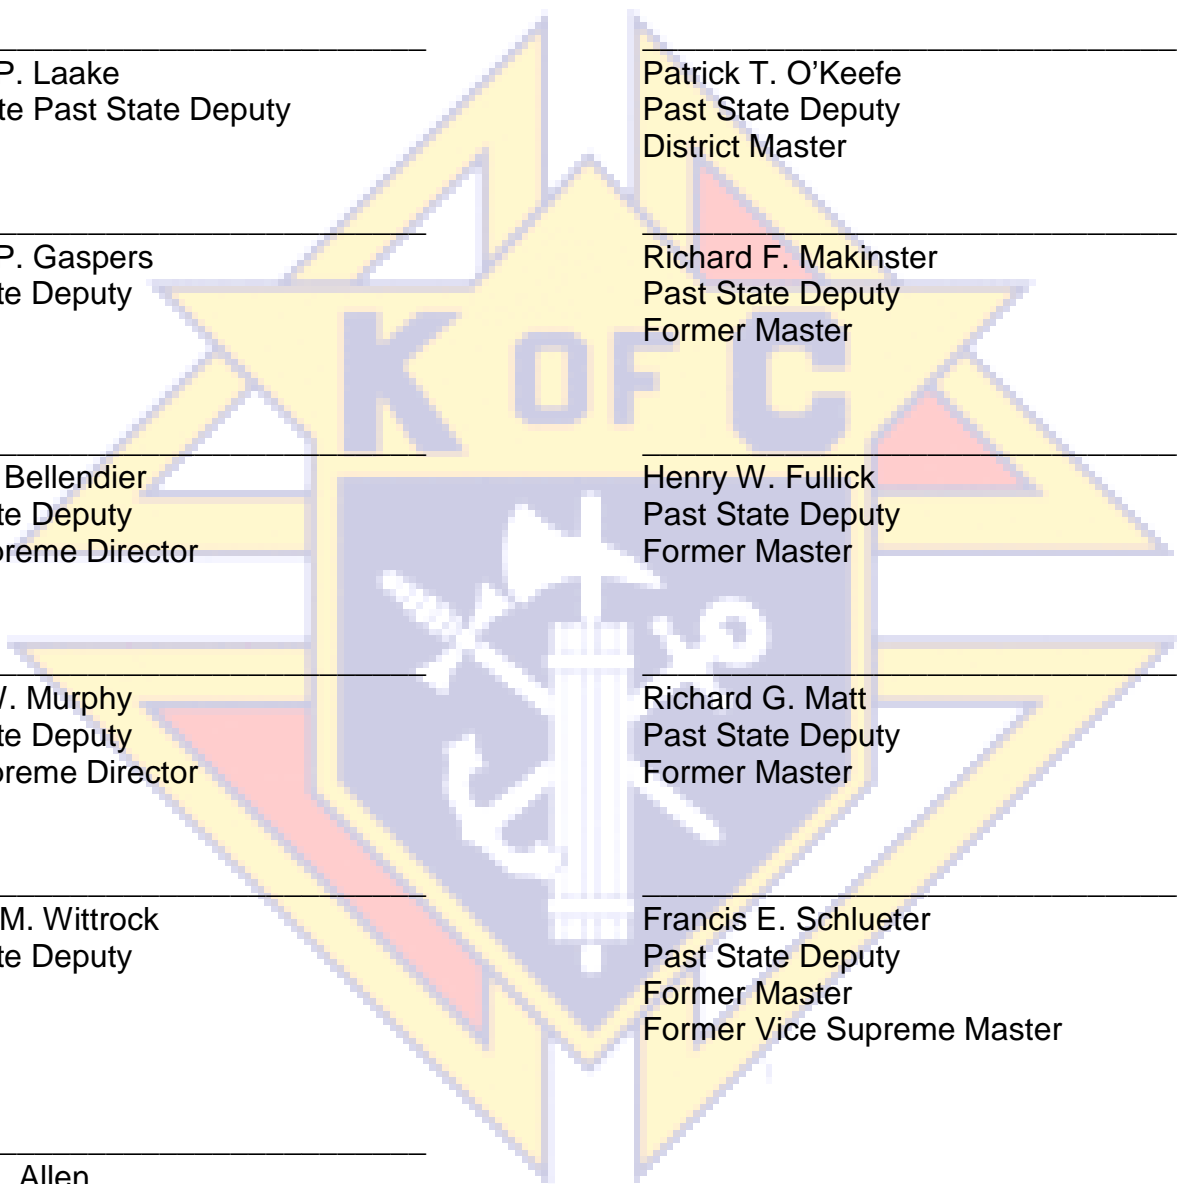 P. Laake
te Past State Deputy
P. Gaspers
te Deputy
Bellendier
te Deputy
preme Director
W. Murphy
te Deputy
preme Director
M. Wittrock
te Deputy
Allen
Patrick T. O'Keefe
Past State Deputy
District Master
Richard F. Makinster
Past State Deputy
Former Master
Henry W. Fullick
Past State Deputy
Former Master
Richard G. Matt
Past State Deputy
Former Master
Francis E. Schlueter
Past State Deputy
Former Master
Former Vice Supreme Master
K OF C